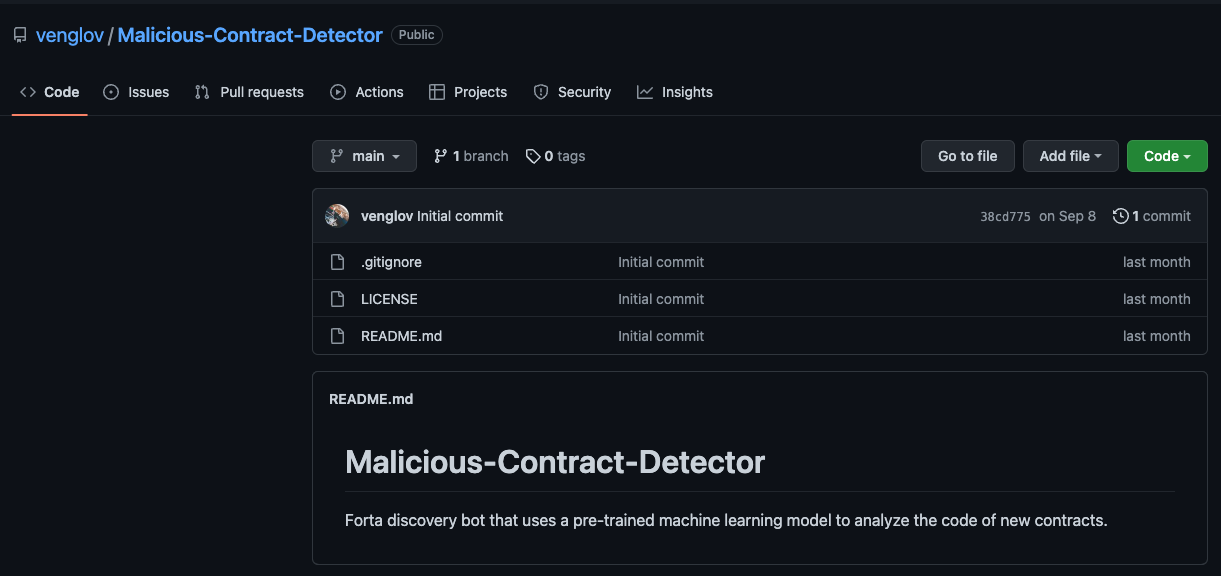 venglov / Malicious-Contract-Detector Public
Code Issues Pull requests Actions Projects Security Insights
main 1 branch 0 tags Go to file Add file Code
venglov Initial commit 38cd775 on Sep 8 1 commit
.gitignore Initial commit last month
LICENSE Initial commit last month
README.md Initial commit last month
README.md
Malicious-Contract-Detector
Forta discovery bot that uses a pre-trained machine learning model to analyze the code of new contracts.